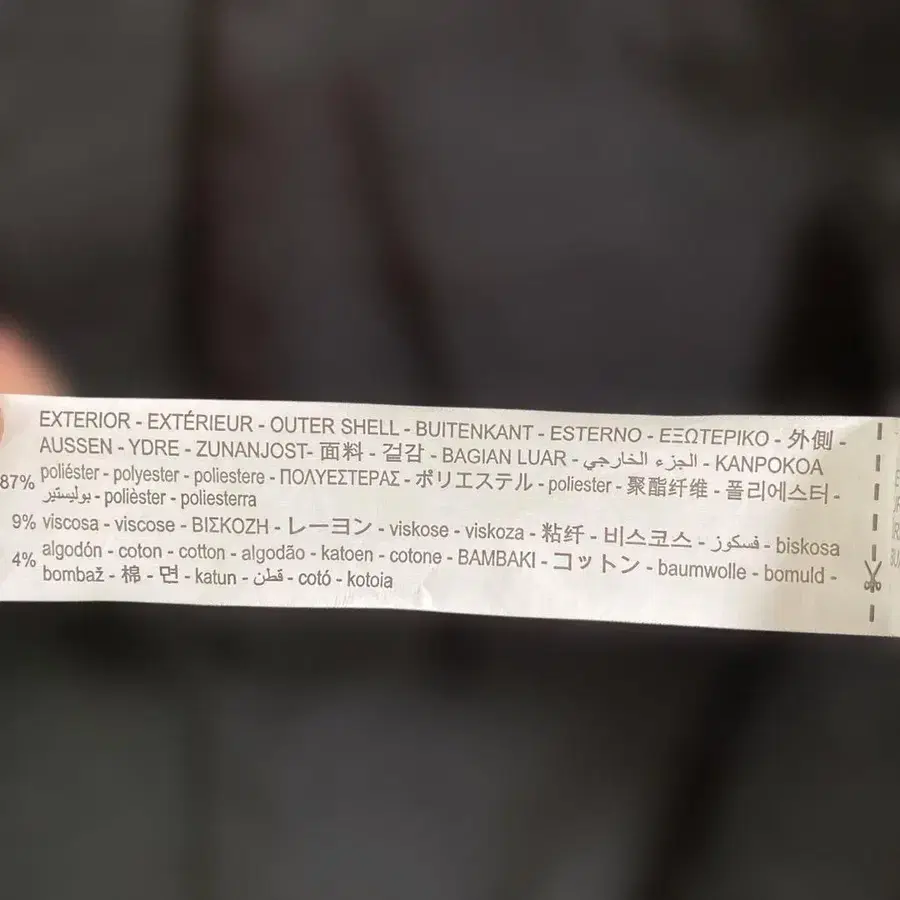 EXTERIOR - EXTÉRIEUR - OUTER SHELL - BUITENKANT - ESTERNO - ΕΞΩΤΕΡΙΚΟ - 外側 -
AUSSEN - YDRE - ZUNANJOST- 面料 - 겉감 - BAGIAN LUAR - الجزء الخارجي - KANPOKOA
87% poliéster - polyester - poliestere - ΠΟΛΥΕΣΤΕΡΑΣ - ポリエステル - poliester - 聚酯纤维 - 폴리에스터 -
بوليستير - polièster - poliesterra
9% viscosa - viscose - ΒΙΣΚΟΖΗ - レーヨン - viskose - viskoza - 粘纤 - 비스코스 - فسكوز - biskosa
4% algodón - coton - cotton - algodão - katoen - cotone - ΒΑΜΒΑΚΙ - コットン - baumwolle - bomuld -
bombaž - 棉 - 면 - katun - قطن - cotó - kotoia